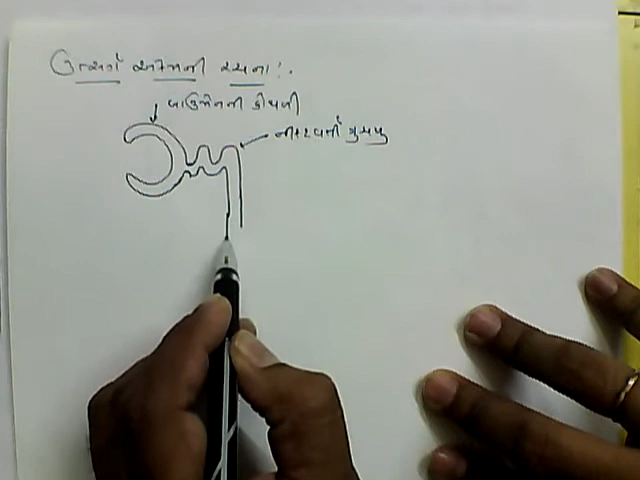 ઉત્સર્ગ એકમની રચના :.
બાઉમેનની કોથળી
નીકટવર્તી ગુચળુ